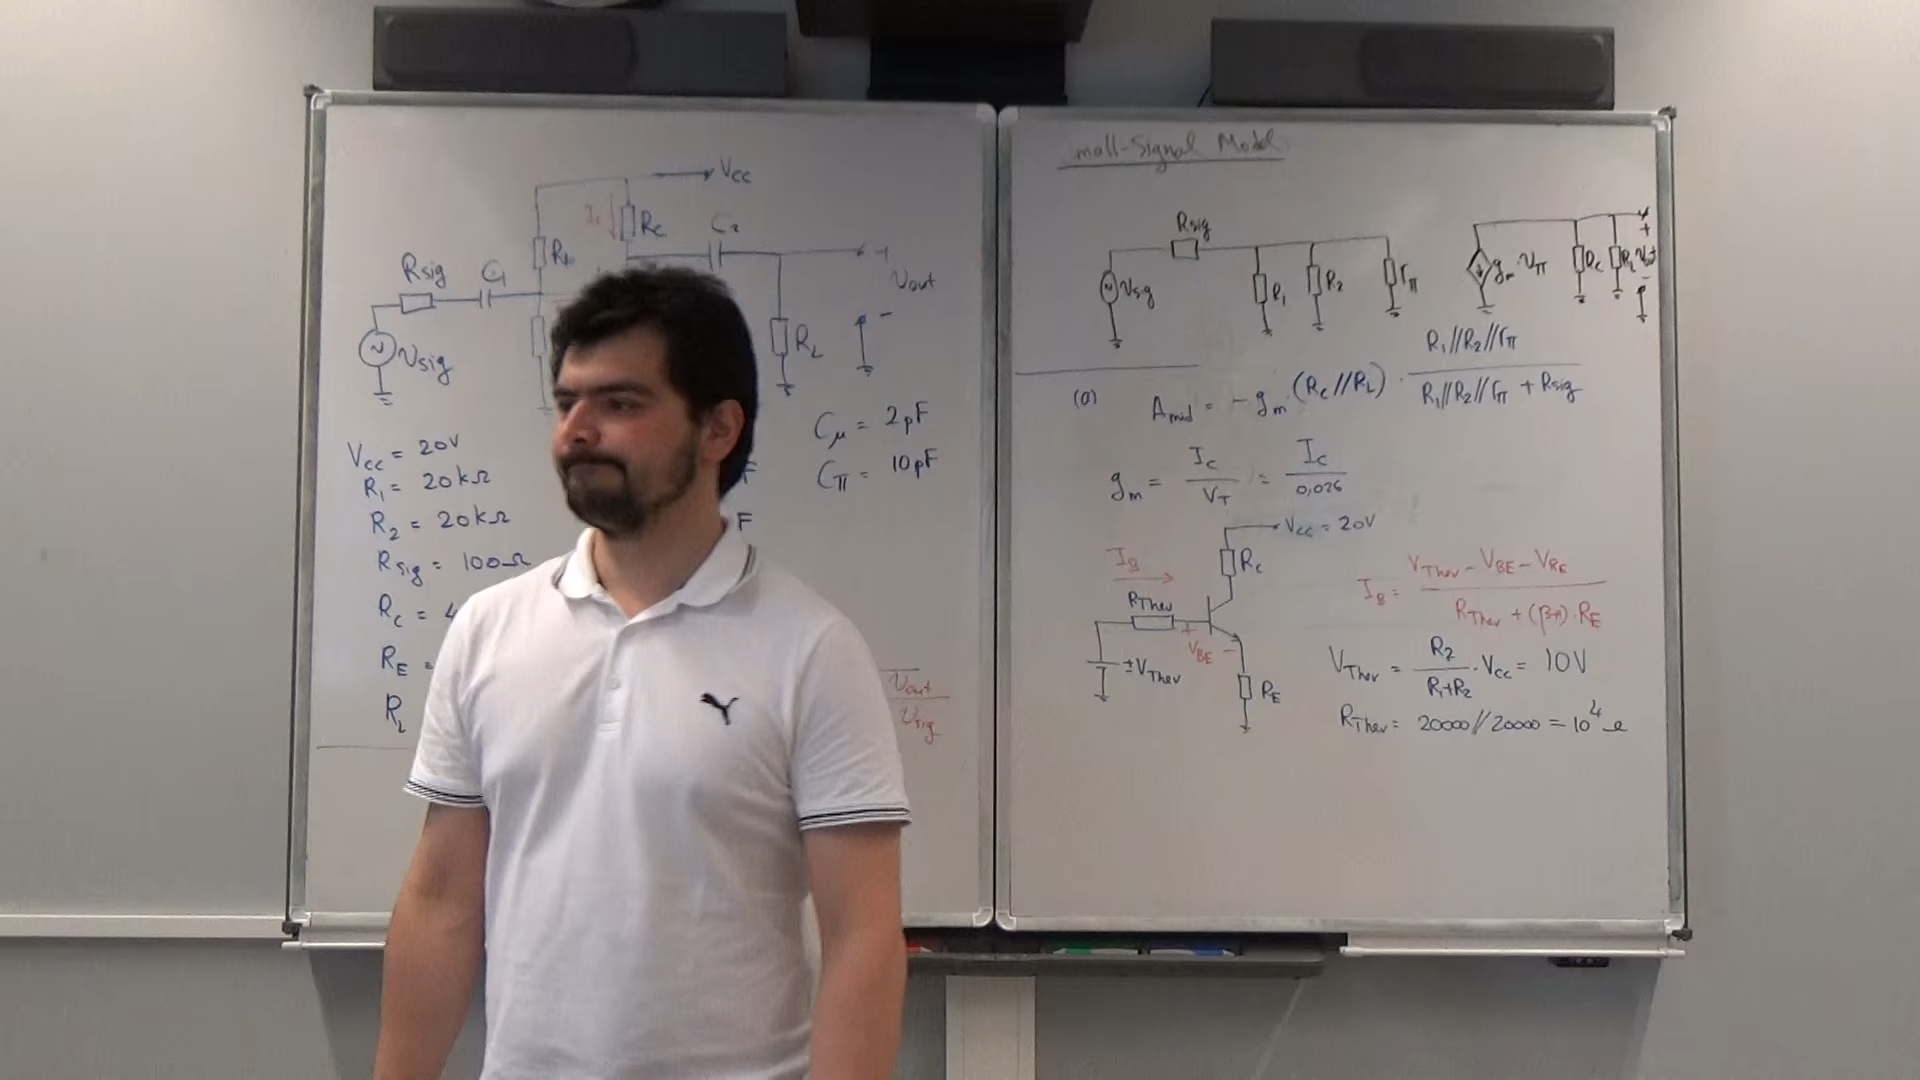 Vcc
Ic
Rc
C2
Rsig
C1
+
Vout
-
Vsig
RL
Vcc = 20V
R1 = 20kΩ
R2 = 20kΩ
Rsig = 100Ω
Rc = 4
RE =
RL
Cμ = 2pF
Cπ = 10pF
F
F
Vout
Vsig
mall-Signal Model
Rsig
Vsig
R1
R2
rπ
gm·Vπ
Rc
RL
+
-
(a) Amid = -gm·(Rc//RL)· R1//R2//rπ / R1//R2//rπ + Rsig
gm = Ic / VT = Ic / 0,026
Vcc = 20V
Rc
IB
RThev
+
VBE
-
±VThev
RE
IB = VThev - VBE - VRE / RThev + (β+1)·RE
VThev = R2 / R1+R2 ·Vcc = 10V
RThev = 20000//20000 = 10^4 Ω